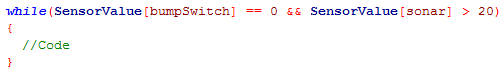 while(SensorValue[bumpSwitch] == 0 && SensorValue[sonar] > 20)
{
  //Code
}